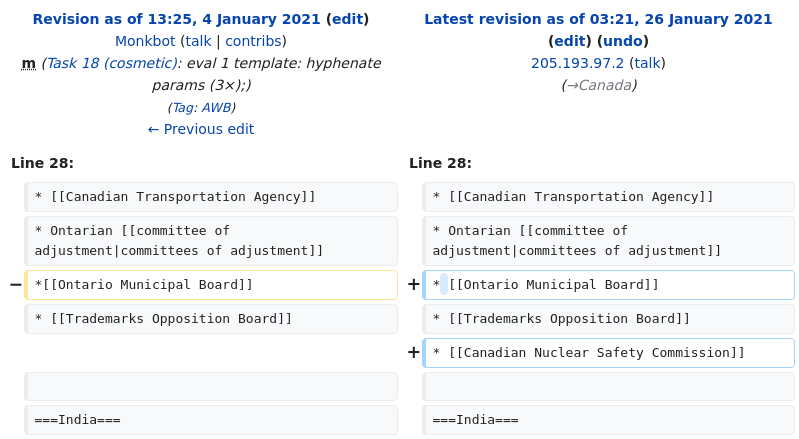 Revision as of 13:25, 4 January 2021 (edit)
Monkbot (talk | contribs)
m (Task 18 (cosmetic): eval 1 template: hyphenate
params (3×);)
(Tag: AWB)
← Previous edit
Line 28:
* [[Canadian Transportation Agency]]
* Ontarian [[committee of
adjustment|committees of adjustment]]
− *[[Ontario Municipal Board]]
* [[Trademarks Opposition Board]]
===India===
Latest revision as of 03:21, 26 January 2021
(edit) (undo)
205.193.97.2 (talk)
(→Canada)
Line 28:
* [[Canadian Transportation Agency]]
* Ontarian [[committee of
adjustment|committees of adjustment]]
+ * [[Ontario Municipal Board]]
* [[Trademarks Opposition Board]]
+ * [[Canadian Nuclear Safety Commission]]
===India===